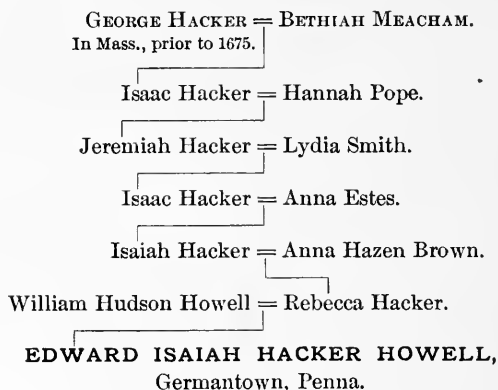 GEORGE HACKER = BETHIAH MEACHAM.
In Mass., prior to 1675.
Isaac Hacker = Hannah Pope.
Jeremiah Hacker = Lydia Smith.
Isaac Hacker = Anna Estes.
Isaiah Hacker = Anna Hazen Brown.
William Hudson Howell = Rebecca Hacker.
EDWARD ISAIAH HACKER HOWELL,
Germantown, Penna.